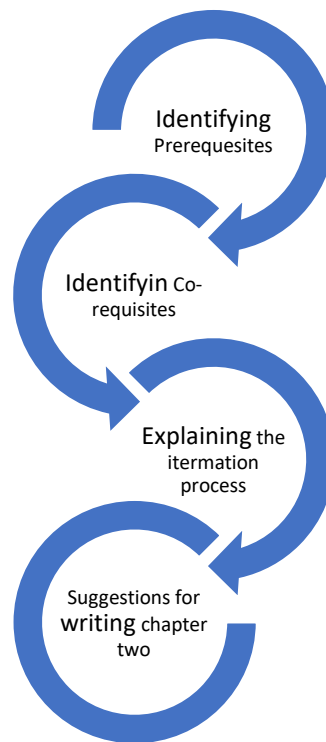 Identifying
Prerequesites
Identifyin Co-
requisites
Explaining the
itermation
process
Suggestions for
writing chapter
two